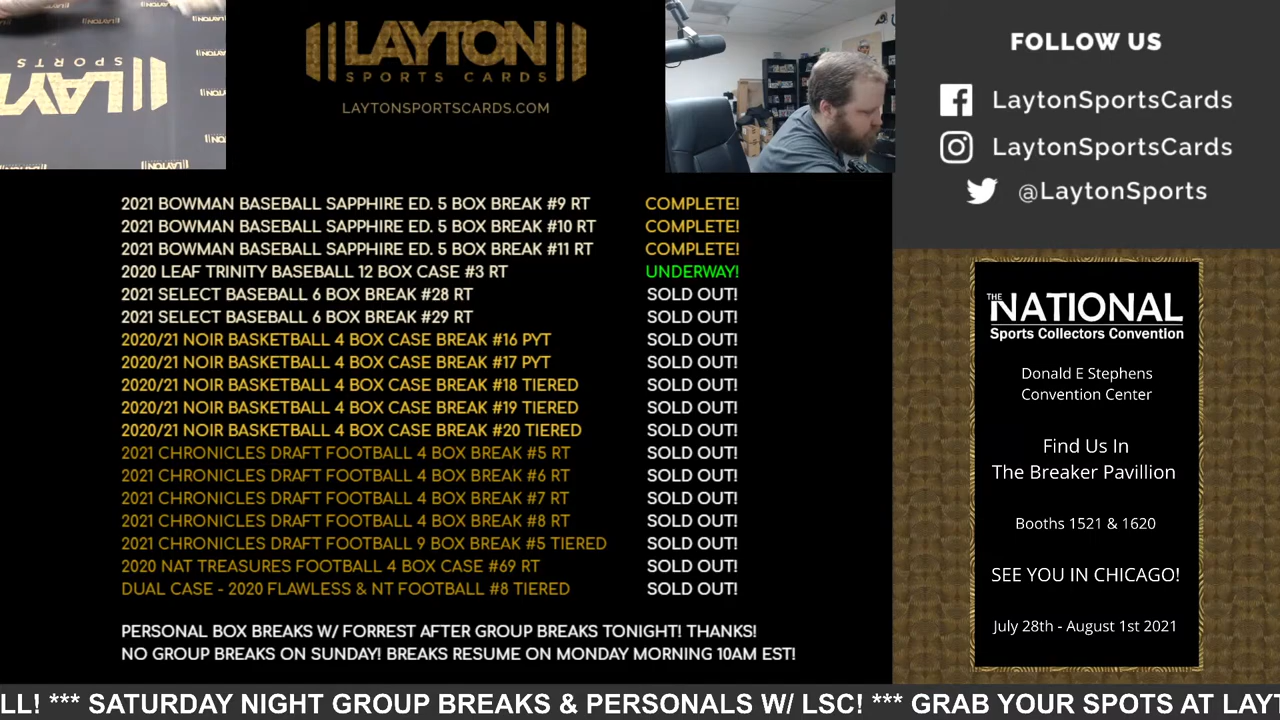 LAYTON
SPORTS
LAYTON
SPORTS CARDS
LAYTONSPORTSCARDS.COM
FOLLOW US
LaytonSportsCards
LaytonSportsCards
@LaytonSports
2021 BOWMAN BASEBALL SAPPHIRE ED. 5 BOX BREAK #9 RT COMPLETE!
2021 BOWMAN BASEBALL SAPPHIRE ED. 5 BOX BREAK #10 RT COMPLETE!
2021 BOWMAN BASEBALL SAPPHIRE ED. 5 BOX BREAK #11 RT COMPLETE!
2020 LEAF TRINITY BASEBALL 12 BOX CASE #3 RT UNDERWAY!
2021 SELECT BASEBALL 6 BOX BREAK #28 RT SOLD OUT!
2021 SELECT BASEBALL 6 BOX BREAK #29 RT SOLD OUT!
2020/21 NOIR BASKETBALL 4 BOX CASE BREAK #16 PYT SOLD OUT!
2020/21 NOIR BASKETBALL 4 BOX CASE BREAK #17 PYT SOLD OUT!
2020/21 NOIR BASKETBALL 4 BOX CASE BREAK #18 TIERED SOLD OUT!
2020/21 NOIR BASKETBALL 4 BOX CASE BREAK #19 TIERED SOLD OUT!
2020/21 NOIR BASKETBALL 4 BOX CASE BREAK #20 TIERED SOLD OUT!
2021 CHRONICLES DRAFT FOOTBALL 4 BOX BREAK #5 RT SOLD OUT!
2021 CHRONICLES DRAFT FOOTBALL 4 BOX BREAK #6 RT SOLD OUT!
2021 CHRONICLES DRAFT FOOTBALL 4 BOX BREAK #7 RT SOLD OUT!
2021 CHRONICLES DRAFT FOOTBALL 4 BOX BREAK #8 RT SOLD OUT!
2021 CHRONICLES DRAFT FOOTBALL 9 BOX BREAK #5 TIERED SOLD OUT!
2020 NAT TREASURES FOOTBALL 4 BOX CASE #69 RT SOLD OUT!
DUAL CASE - 2020 FLAWLESS & NT FOOTBALL #8 TIERED SOLD OUT!
PERSONAL BOX BREAKS W/ FORREST AFTER GROUP BREAKS TONIGHT! THANKS!
NO GROUP BREAKS ON SUNDAY! BREAKS RESUME ON MONDAY MORNING 10AM EST!
THE NATIONAL
Sports Collectors Convention
Donald E Stephens
Convention Center
Find Us In
The Breaker Pavillion
Booths 1521 & 1620
SEE YOU IN CHICAGO!
July 28th - August 1st 2021
LL! *** SATURDAY NIGHT GROUP BREAKS & PERSONALS W/ LSC! *** GRAB YOUR SPOTS AT LAYT